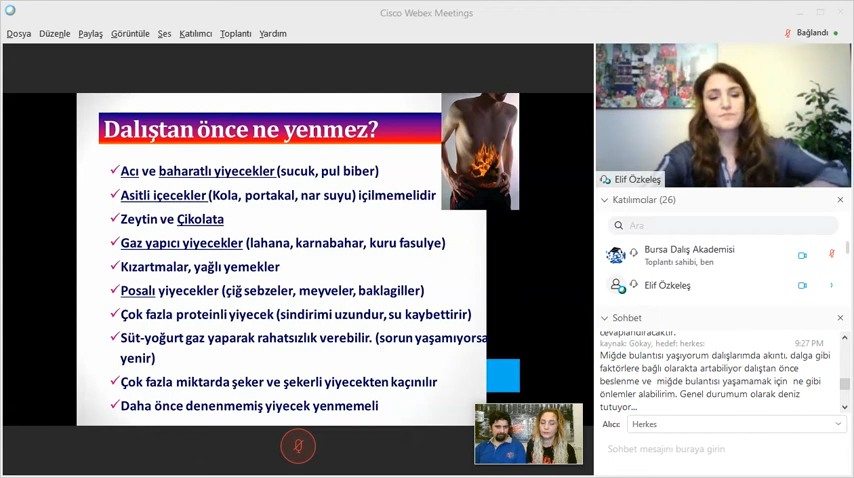 Cisco Webex Meetings
Dosya Düzenle Paylaş Görüntüle Ses Katılımcı Toplantı Yardım
Bağlandı
Dalıştan önce ne yenmez?
Acı ve baharatlı yiyecekler (sucuk, pul biber)
Asitli içecekler (Kola, portakal, nar suyu) içilmemelidir
Zeytin ve Çikolata
Gaz yapıcı yiyecekler (lahana, karnabahar, kuru fasulye)
Kızartmalar, yağlı yemekler
Posalı yiyecekler (çiğ sebzeler, meyveler, baklagiller)
Çok fazla proteinli yiyecek (sindirimi uzundur, su kaybettirir)
Süt-yoğurt gaz yaparak rahatsızlık verebilir. (sorun yaşamıyorsa
yenir)
Çok fazla miktarda şeker ve şekerli yiyecekten kaçınılır
Daha önce denenmemiş yiyecek yenmemeli
Elif Özkeleş
Katılımcılar (26)
Ara
Bursa Dalış Akademisi
Toplantı sahibi, ben
Elif Özkeleş
Sohbet
cevaplandıracaktır.
kaynak: Gökay, hedef: herkes: 9:27 PM
Miğde bulantısı yaşıyorum dalışlarımda akıntı, dalga gibi
faktörlere bağlı olarakta artabiliyor dalıştan önce
beslenme ve miğde bulantısı yaşamamak için ne gibi
önlemler alabilirim. Genel durumum olarak deniz
tutuyor...
Alıcı: Herkes
Sohbet mesajını buraya girin